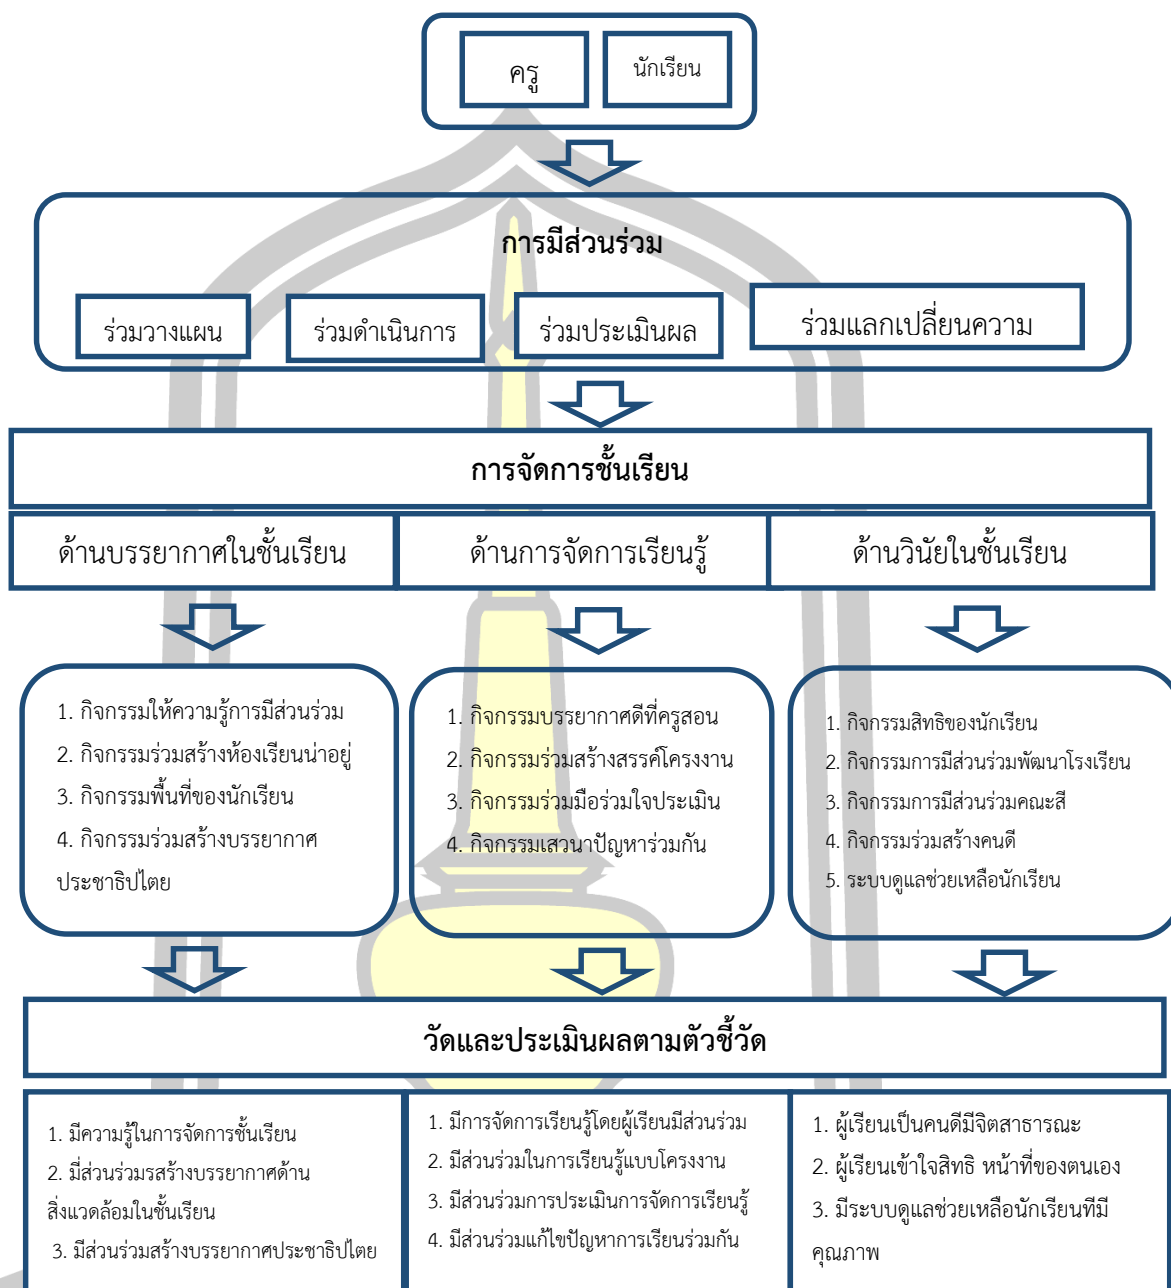 ครู
นักเรียน
การมีส่วนร่วม
ร่วมวางแผน
ร่วมดำเนินการ
ร่วมประเมินผล
ร่วมแลกเปลี่ยนความ
การจัดการชั้นเรียน
ด้านบรรยากาศในชั้นเรียน
ด้านการจัดการเรียนรู้
ด้านวินัยในชั้นเรียน
1. กิจกรรมให้ความรู้การมีส่วนร่วม
2. กิจกรรมร่วมสร้างห้องเรียนน่าอยู่
3. กิจกรรมพื้นที่ของนักเรียน
4. กิจกรรมร่วมสร้างบรรยากาศ
ประชาธิปไตย
1. กิจกรรมบรรยากาศดีที่ครูสอน
2. กิจกรรมร่วมสร้างสรรค์โครงงาน
3. กิจกรรมร่วมมือร่วมใจประเมิน
4. กิจกรรมเสวนาปัญหาร่วมกัน
1. กิจกรรมสิทธิของนักเรียน
2. กิจกรรมการมีส่วนร่วมพัฒนาโรงเรียน
3. กิจกรรมการมีส่วนร่วมคณะสี
4. กิจกรรมร่วมสร้างคนดี
5. ระบบดูแลช่วยเหลือนักเรียน
วัดและประเมินผลตามตัวชี้วัด
1. มีความรู้ในการจัดการชั้นเรียน
2. มี่ส่วนร่วมรสร้างบรรยากาศด้าน
สิ่งแวดล้อมในชั้นเรียน
3. มีส่วนร่วมสร้างบรรยากาศประชาธิปไตย
1. มีการจัดการเรียนรู้โดยผู้เรียนมีส่วนร่วม
2. มีส่วนร่วมในการเรียนรู้แบบโครงงาน
3. มีส่วนร่วมการประเมินการจัดการเรียนรู้
4. มีส่วนร่วมแก้ไขปัญหาการเรียนร่วมกัน
1. ผู้เรียนเป็นคนดีมีจิตสาธารณะ
2. ผู้เรียนเข้าใจสิทธิ หน้าที่ของตนเอง
3. มีระบบดูแลช่วยเหลือนักเรียนทีมี
คุณภาพ